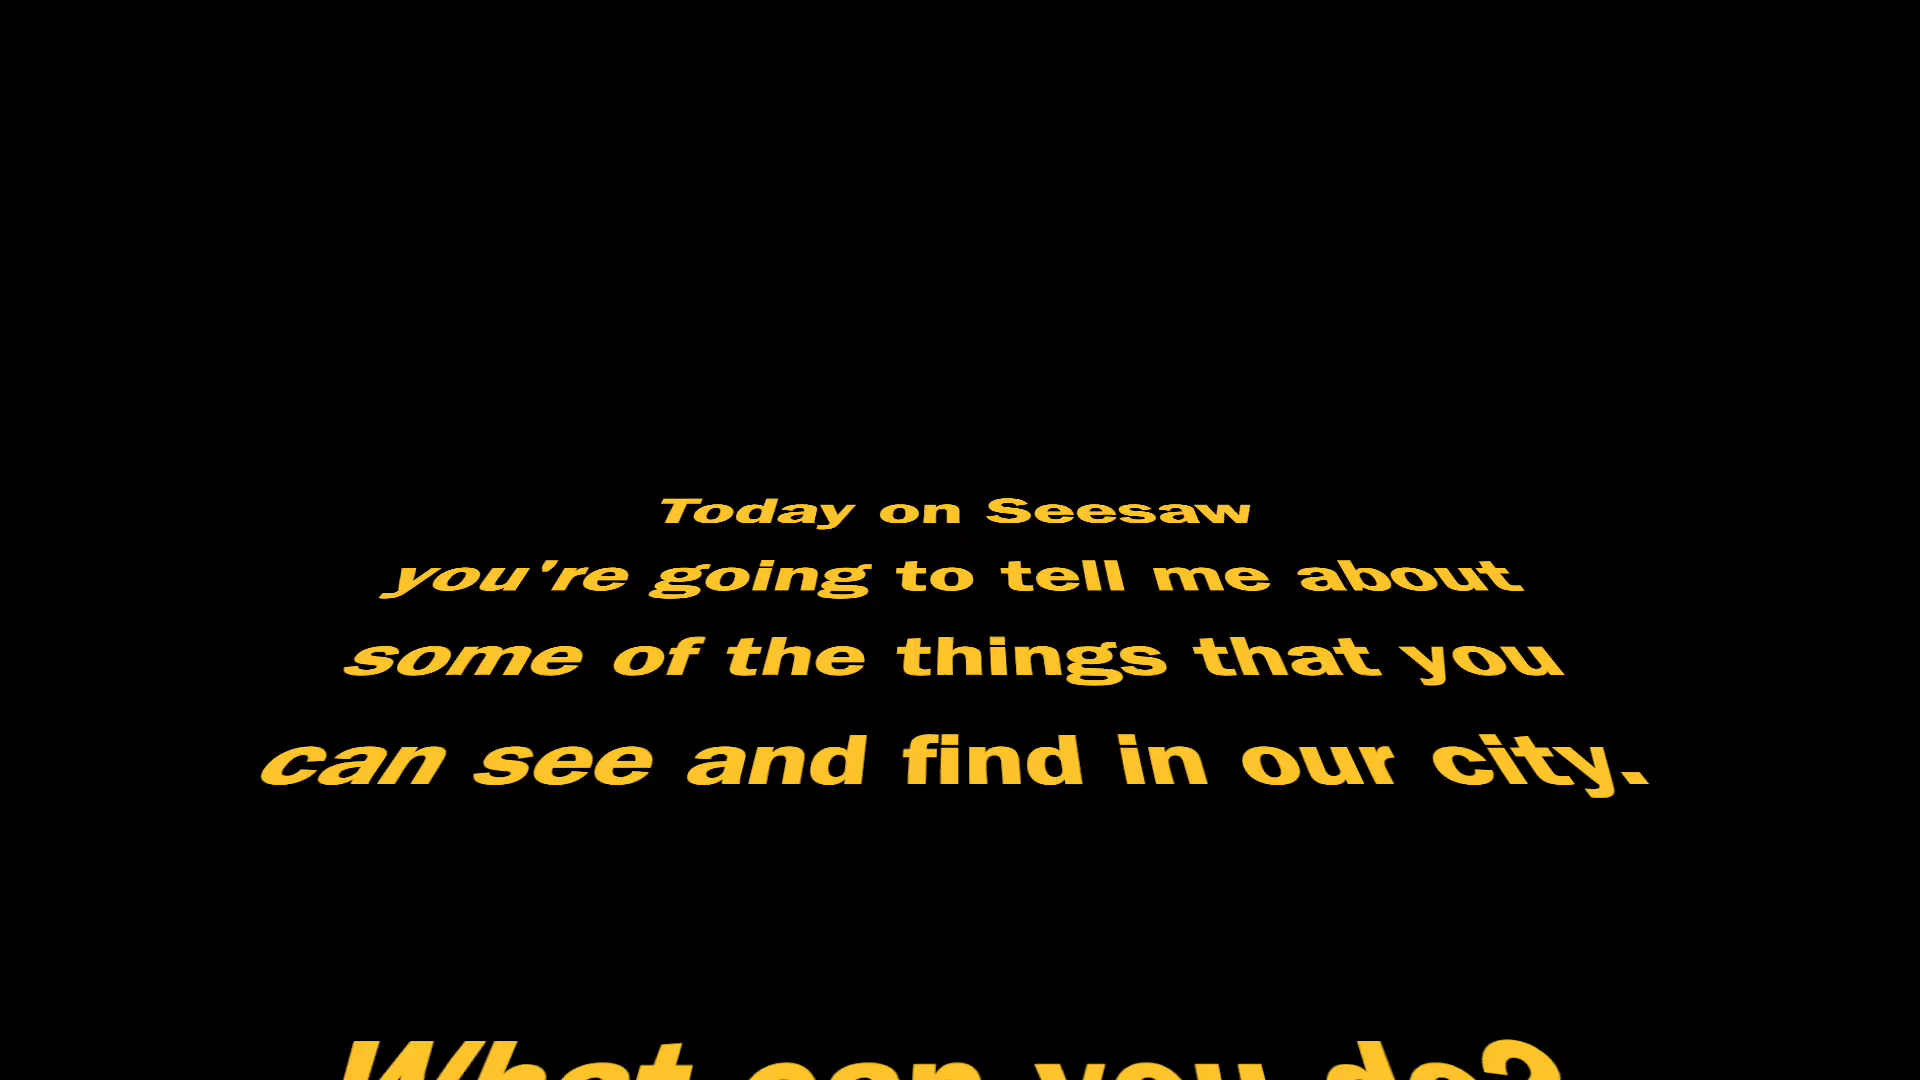 Today on Seesaw
you're going to tell me about
some of the things that you
can see and find in our city.
What can you do?